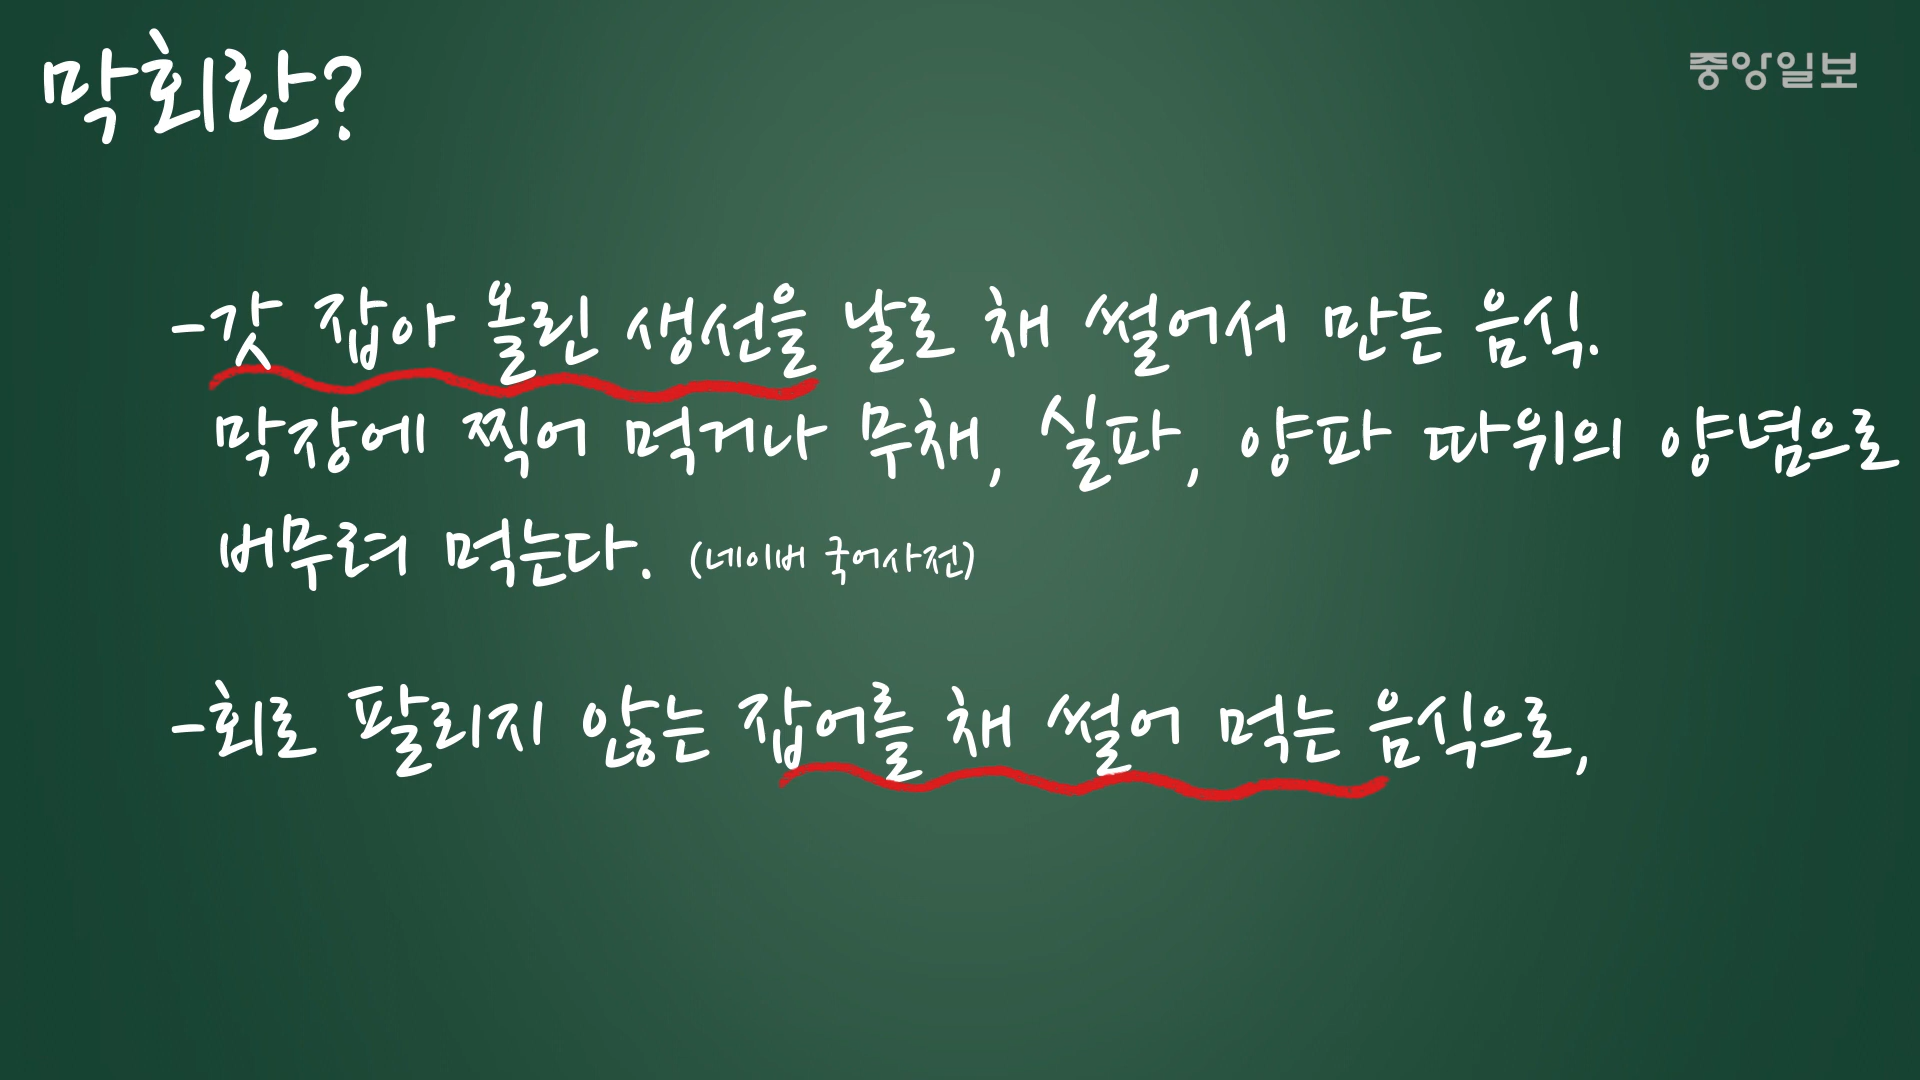 막회란?
중앙일보
-갓 잡아 올린 생선을 날로 채 썰어서 만든 음식.
막장에 찍어 먹거나 무채, 실파, 양파 따위의 양념으로
버무려 먹는다. (네이버 국어사전)
-회로 팔리지 않는 잡어를 채 썰어 먹는 음식으로,